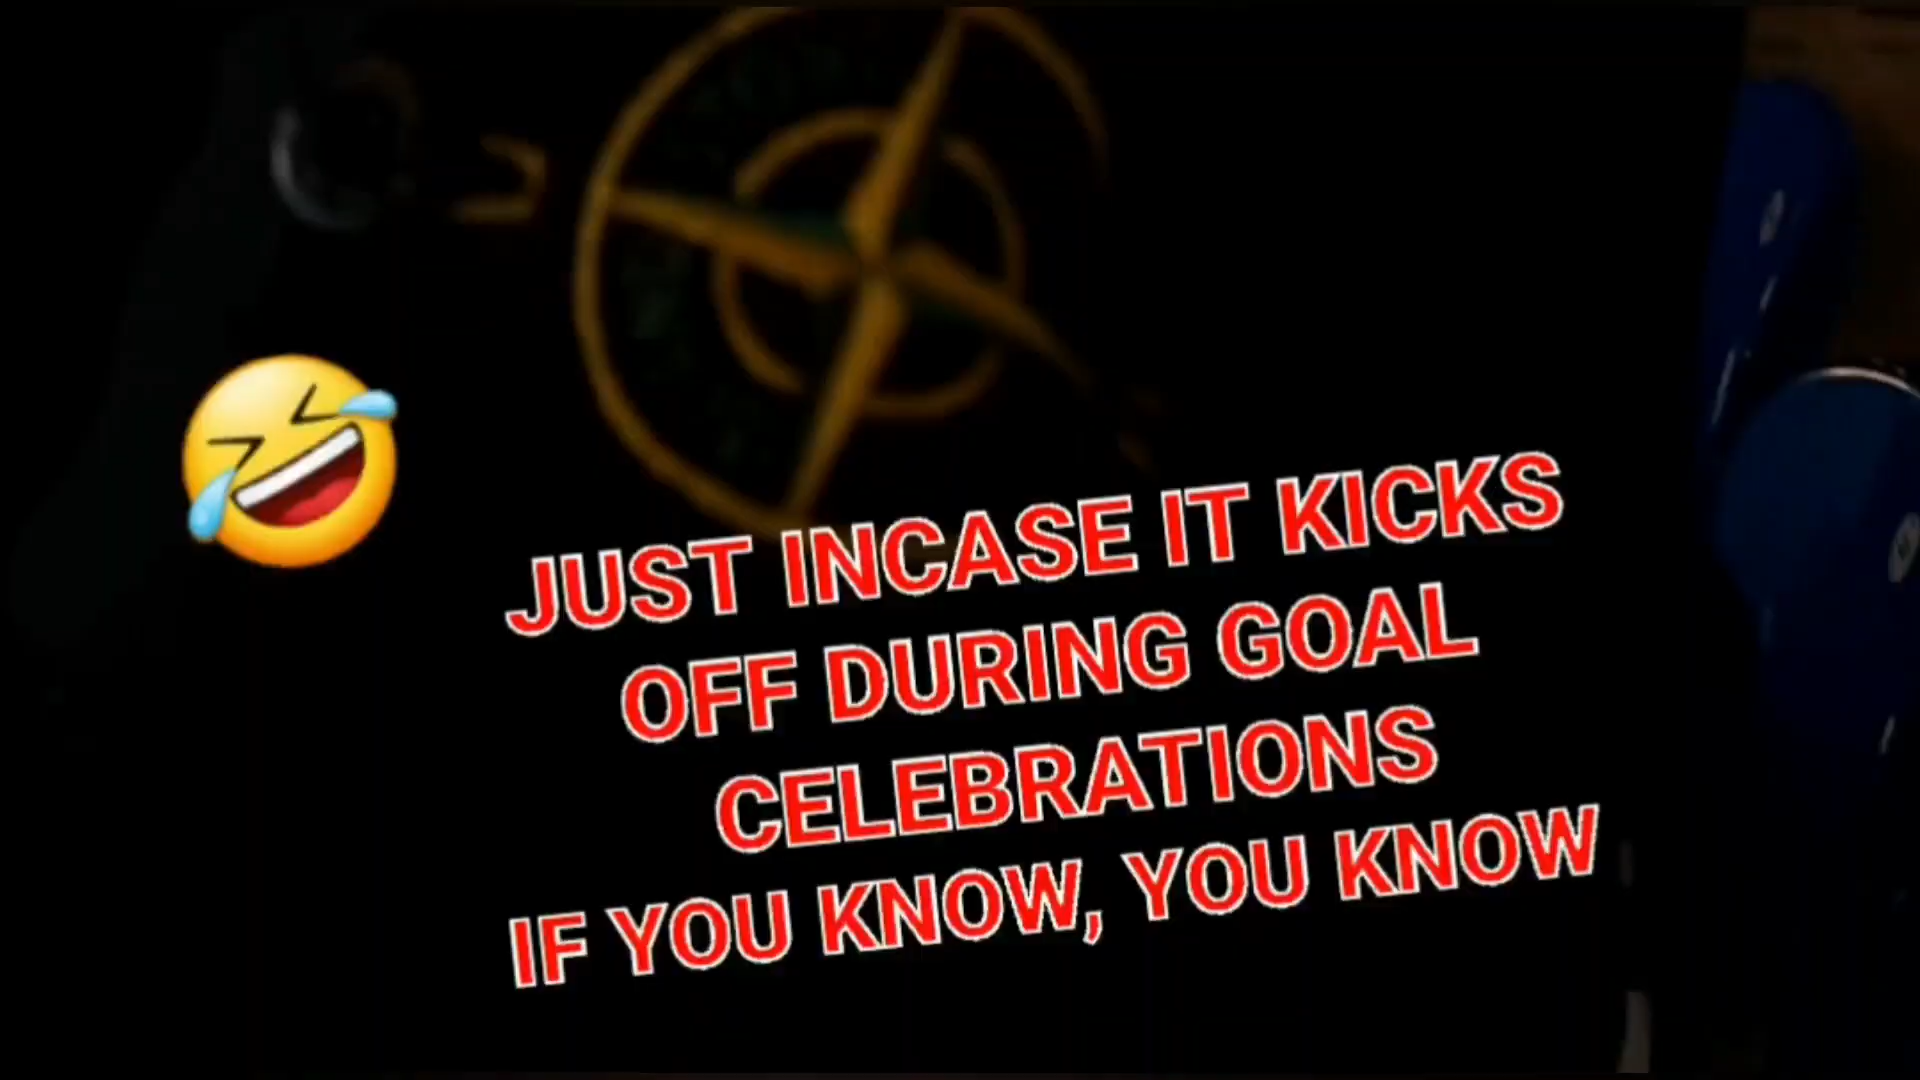 JUST INCASE IT KICKS
OFF DURING GOAL
CELEBRATIONS
IF YOU KNOW, YOU KNOW